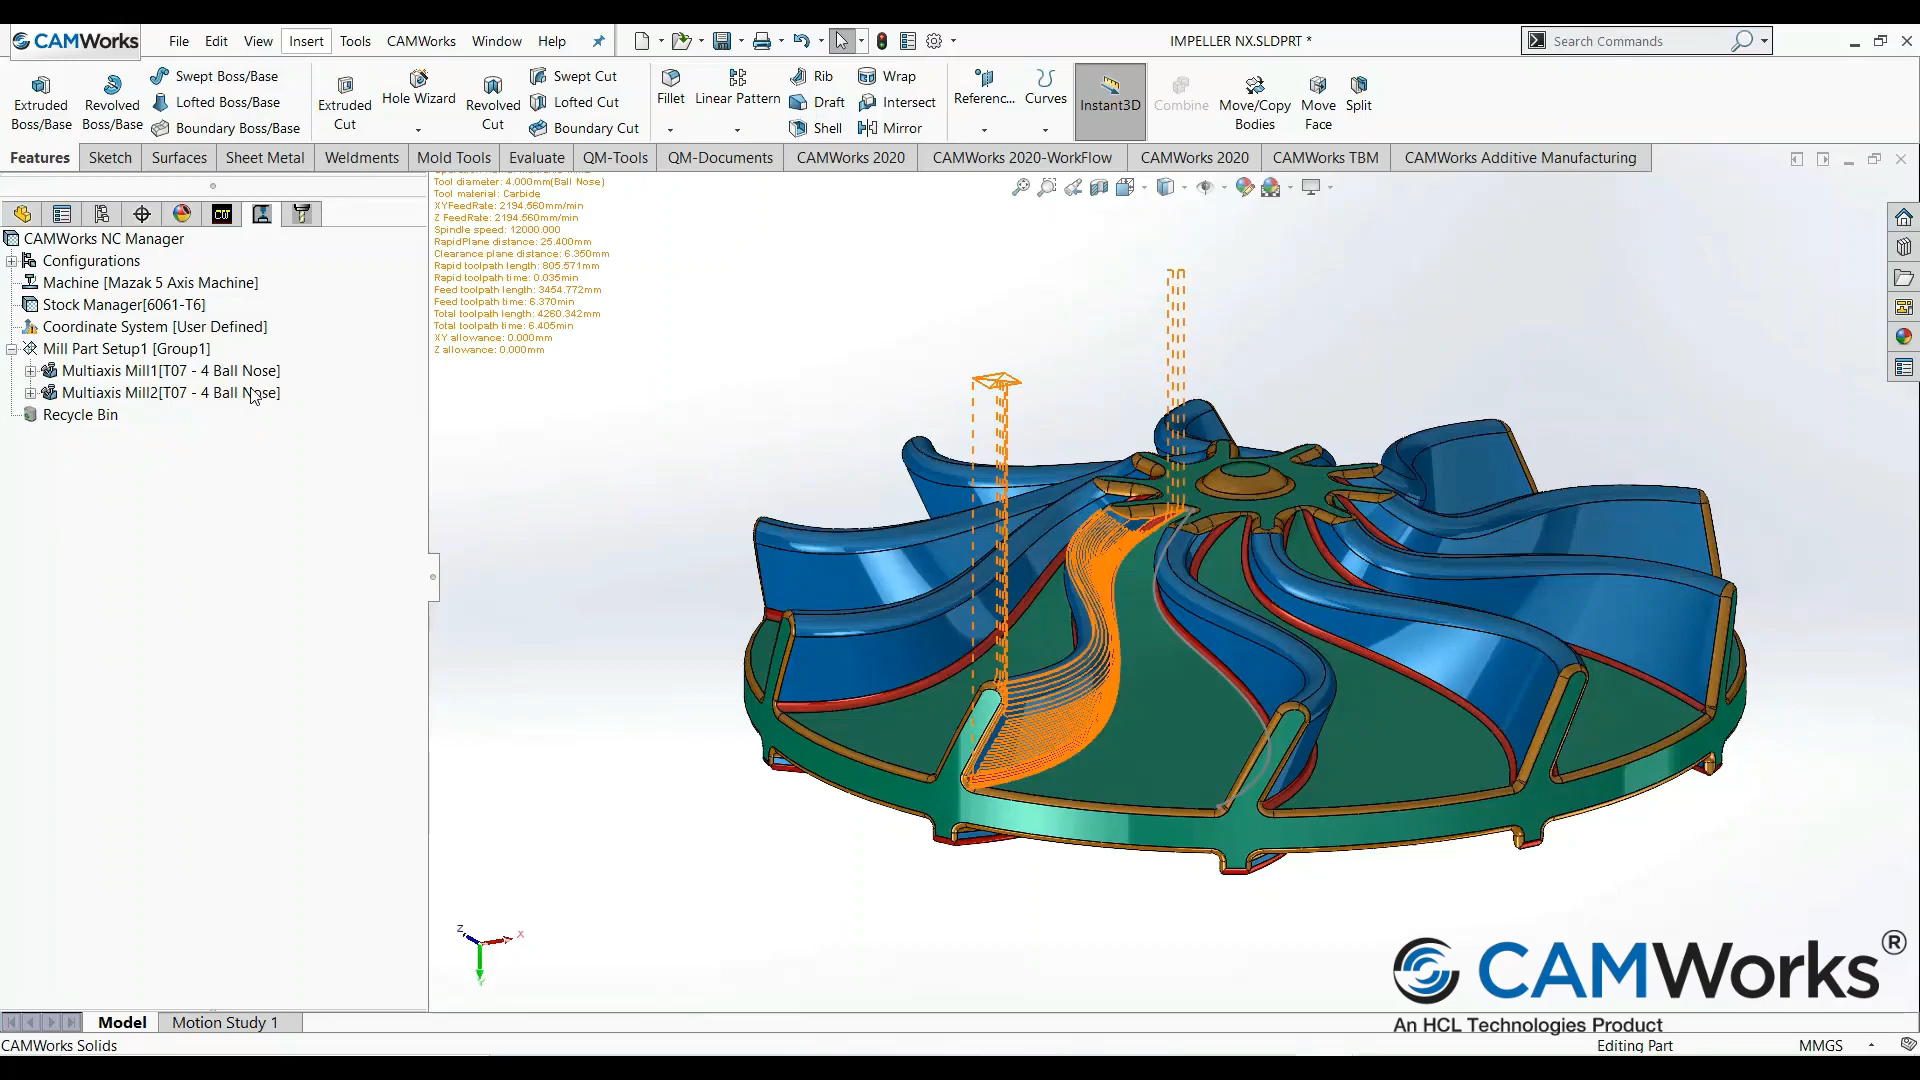 CAMWorks File Edit View Insert Tools CAMWorks Window Help IMPELLER NX.SLDPRT * Search Commands
Extruded Boss/Base
Revolved Boss/Base
Swept Boss/Base
Lofted Boss/Base
Boundary Boss/Base
Extruded Cut
Hole Wizard
Revolved Cut
Swept Cut
Lofted Cut
Boundary Cut
Fillet
Linear Pattern
Rib
Draft
Shell
Wrap
Intersect
Mirror
Referenc...
Curves
Instant3D
Combine
Move/Copy Bodies
Move Face
Split
Features Sketch Surfaces Sheet Metal Weldments Mold Tools Evaluate QM-Tools QM-Documents CAMWorks 2020 CAMWorks 2020-WorkFlow CAMWorks 2020 CAMWorks TBM CAMWorks Additive Manufacturing
CW
CAMWorks NC Manager
Configurations
Machine [Mazak 5 Axis Machine]
Stock Manager[6061-T6]
Coordinate System [User Defined]
Mill Part Setup1 [Group1]
Multiaxis Mill1[T07 - 4 Ball Nose]
Multiaxis Mill2[T07 - 4 Ball Nose]
Recycle Bin
Tool diameter: 4.000mm(Ball Nose)
Tool material: Carbide
XYFeedRate: 2194.560mm/min
Z FeedRate: 2194.560mm/min
Spindle speed: 12000.000
RapidPlane distance: 25.400mm
Clearance plane distance: 6.350mm
Rapid toolpath length: 805.571mm
Rapid toolpath time: 0.035min
Feed toolpath length: 3454.772mm
Feed toolpath time: 6.370min
Total toolpath length: 4260.342mm
Total toolpath time: 6.405min
XY allowance: 0.000mm
Z allowance: 0.000mm
Z X Y
CAMWorks®
An HCL Technologies Product
Model Motion Study 1
CAMWorks Solids Editing Part MMGS